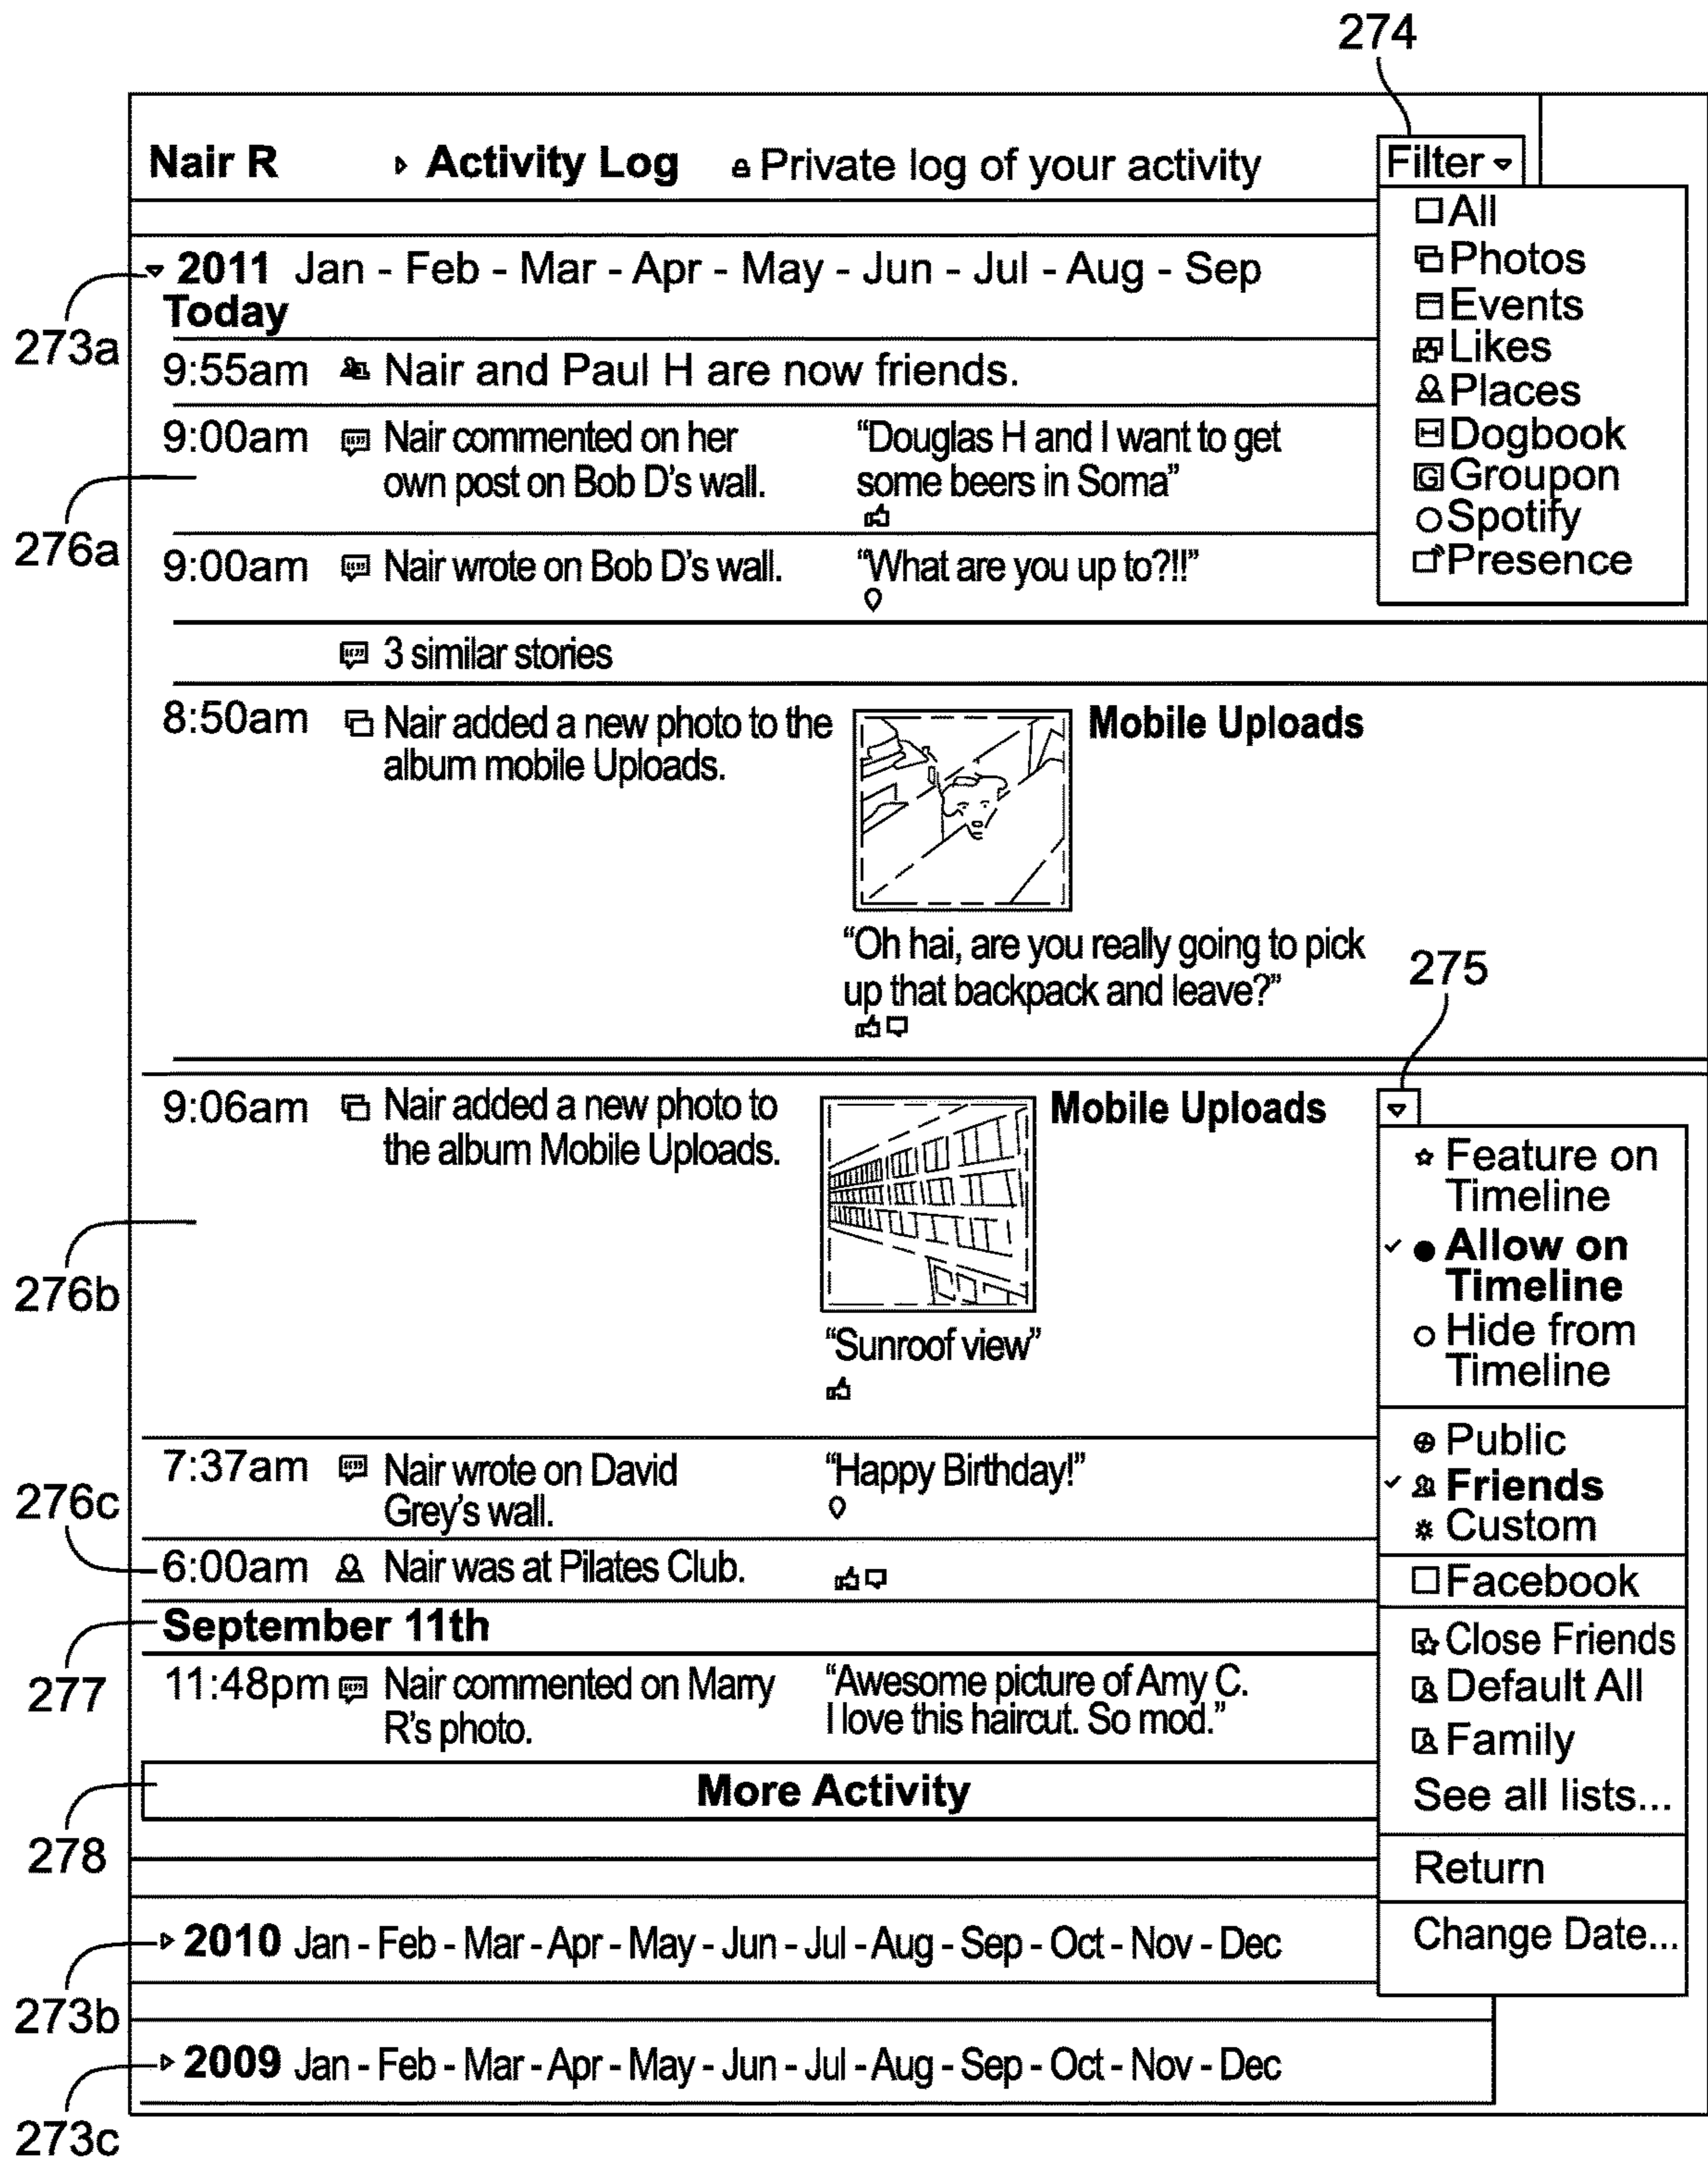 274
Nair R Activity Log Private log of your activity Filter
All
Photos
Events
Likes
Places
Dogbook
Groupon
Spotify
Presence
273a
2011 Jan - Feb - Mar - Apr - May - Jun - Jul - Aug - Sep
Today
9:55am Nair and Paul H are now friends.
276a
9:00am Nair commented on her
own post on Bob D's wall.
“Douglas H and I want to get
some beers in Soma”
9:00am Nair wrote on Bob D's wall. “What are you up to?!!”
3 similar stories
8:50am Nair added a new photo to the
album mobile Uploads.
Mobile Uploads
“Oh hai, are you really going to pick
up that backpack and leave?”
275
276b
9:06am Nair added a new photo to
the album Mobile Uploads.
Mobile Uploads
“Sunroof view”
Feature on
Timeline
Allow on
Timeline
Hide from
Timeline
Public
Friends
Custom
Facebook
Close Friends
Default All
Family
See all lists...
Return
Change Date...
7:37am Nair wrote on David
Grey's wall.
“Happy Birthday!”
276c
6:00am Nair was at Pilates Club.
277
September 11th
11:48pm Nair commented on Marry
R's photo.
“Awesome picture of Amy C.
I love this haircut. So mod.”
278
More Activity
273b
2010 Jan - Feb - Mar - Apr - May - Jun - Jul - Aug - Sep - Oct - Nov - Dec
273c
2009 Jan - Feb - Mar - Apr - May - Jun - Jul - Aug - Sep - Oct - Nov - Dec